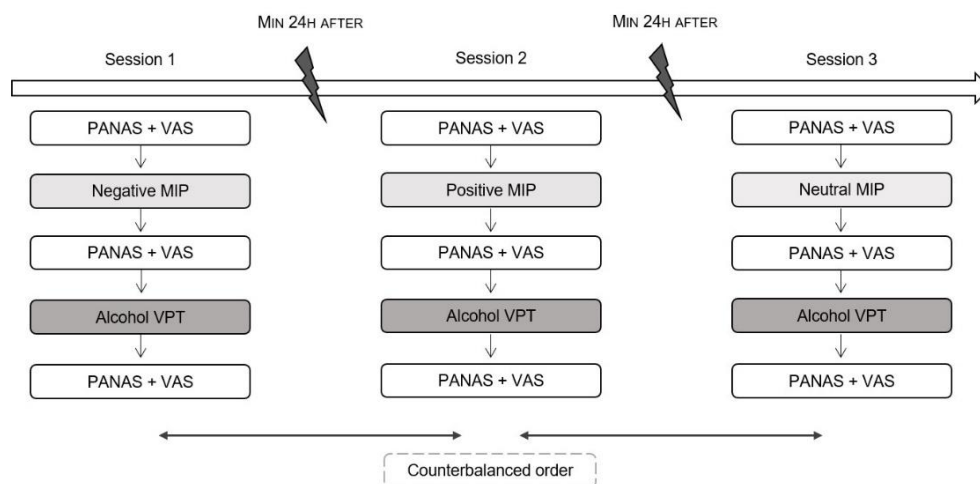 MIN 24H AFTER
MIN 24H AFTER
Session 1
Session 2
Session 3
PANAS + VAS
PANAS + VAS
PANAS + VAS
Negative MIP
Positive MIP
Neutral MIP
PANAS + VAS
PANAS + VAS
PANAS + VAS
Alcohol VPT
Alcohol VPT
Alcohol VPT
PANAS + VAS
PANAS + VAS
PANAS + VAS
Counterbalanced order